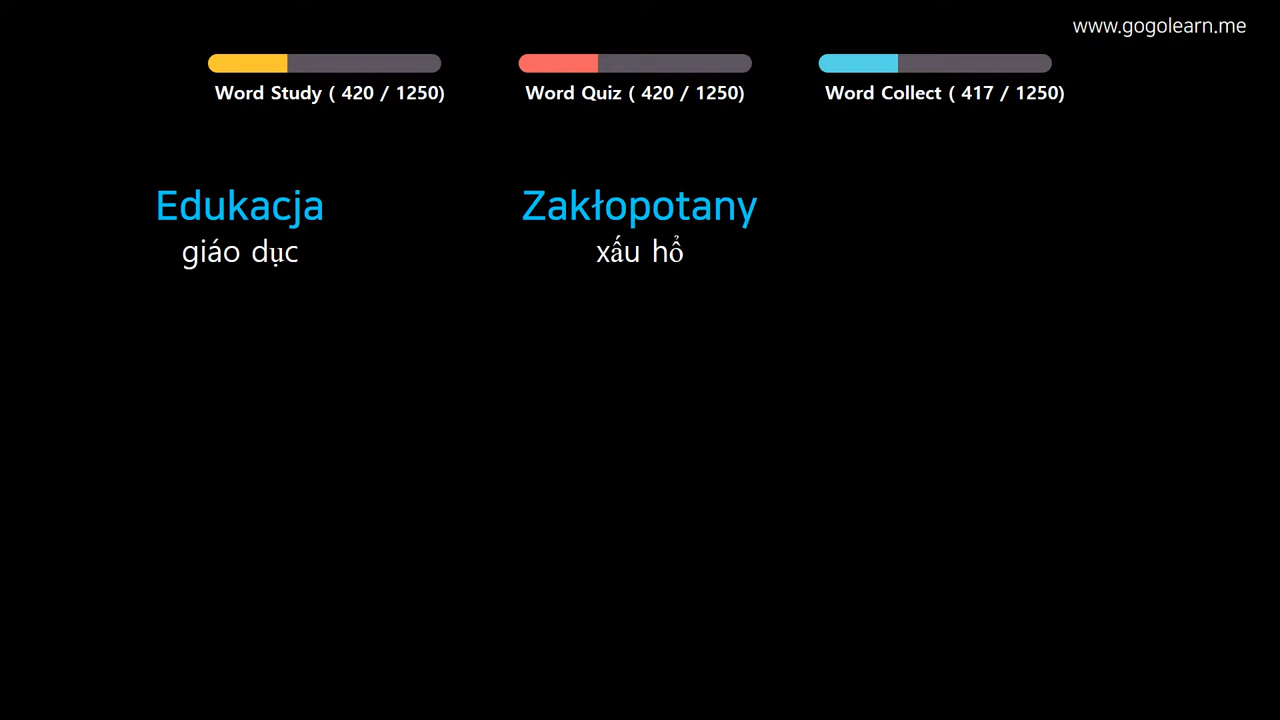 www.gogolearn.me
Word Study ( 420 / 1250)
Word Quiz ( 420 / 1250)
Word Collect ( 417 / 1250)
Edukacja
giáo dục
Zakłopotany
xấu hổ